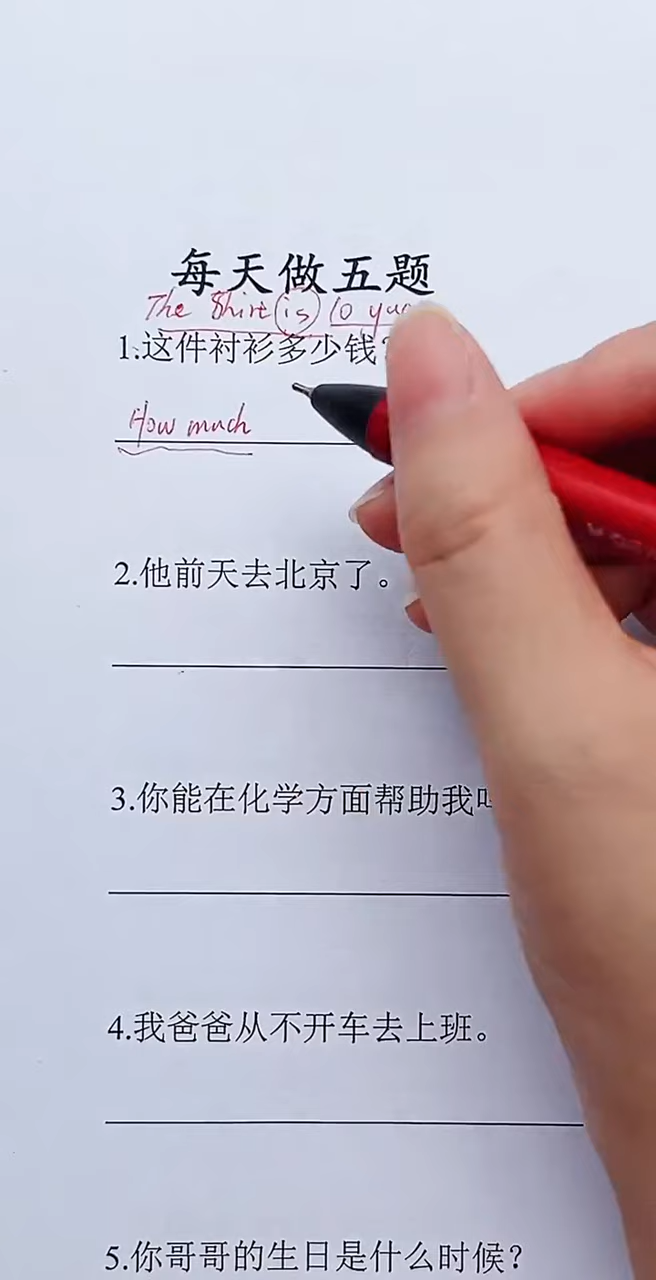 每天做五题
The Shirt is 10
1.这件衬衫多少钱
How much
2.他前天去北京了。
3.你能在化学方面帮助我
4.我爸爸从不开车去上班。
5.你哥哥的生日是什么时候？